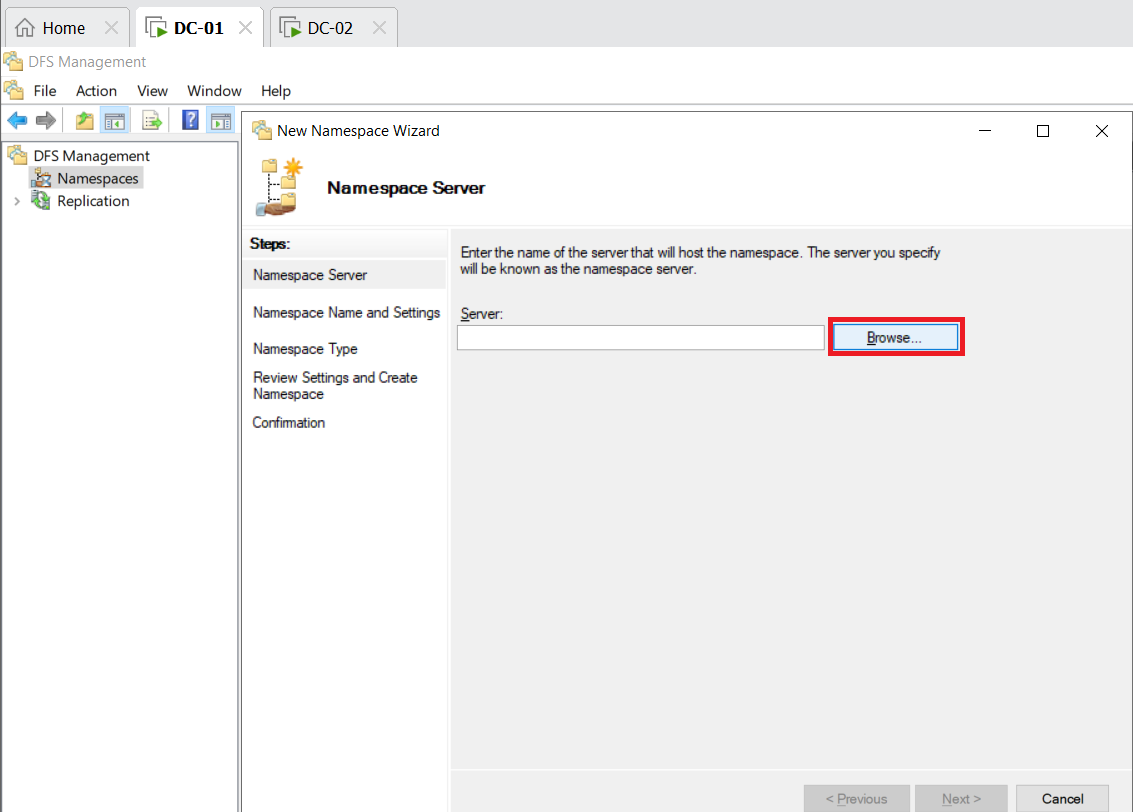 Home
DC-01
DC-02
DFS Management
File Action View Window Help
New Namespace Wizard
DFS Management
Namespaces
Replication
Namespace Server
Steps:
Namespace Server
Namespace Name and Settings
Namespace Type
Review Settings and Create
Namespace
Confirmation
Enter the name of the server that will host the namespace. The server you specify
will be known as the namespace server.
Server:
Browse...
< Previous
Next >
Cancel